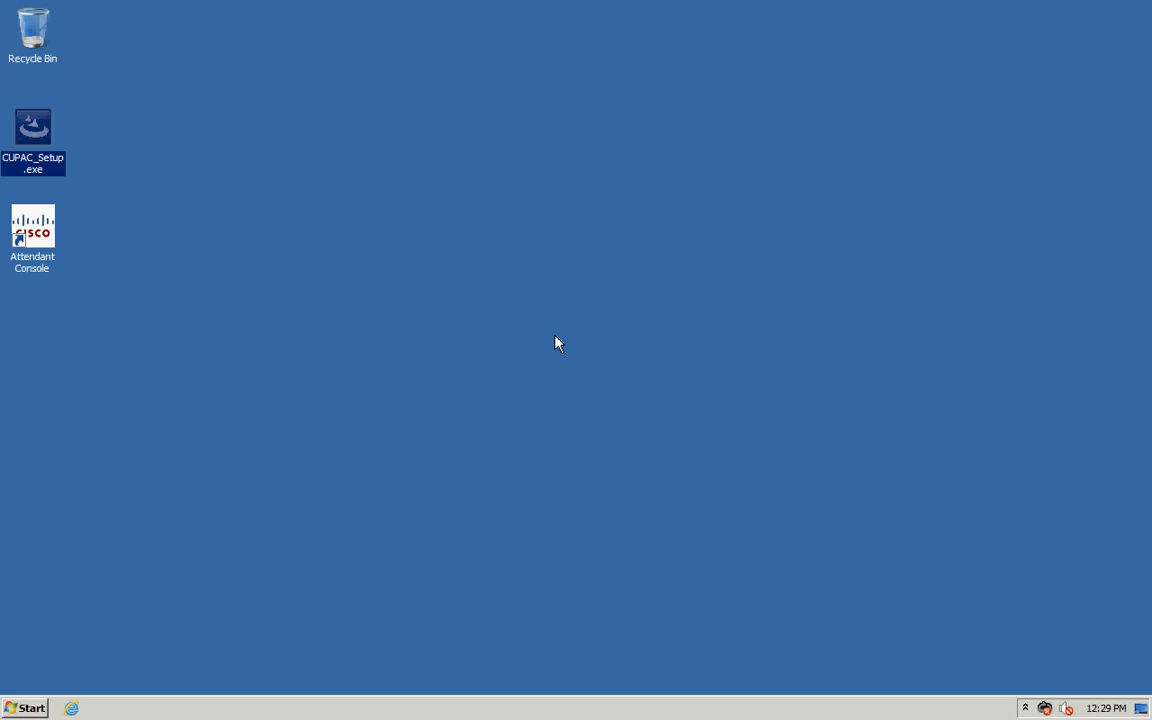 Recycle Bin
CUPAC_Setup
.exe
CISCO
Attendant
Console
Start
12:29 PM